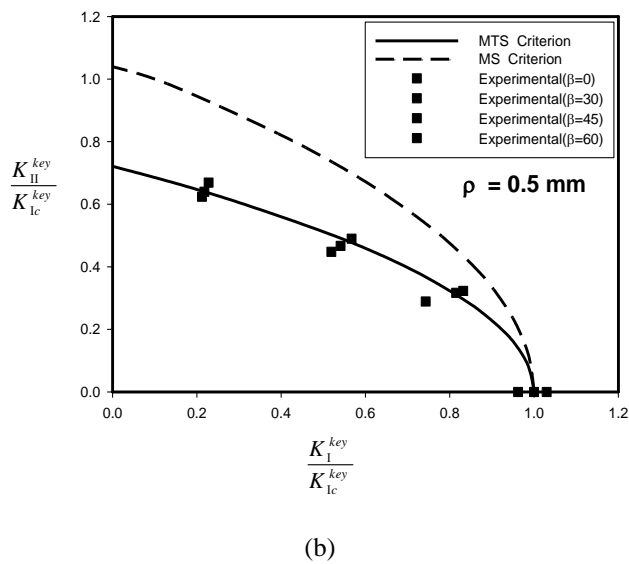 1.2
1.0
0.8
0.6
0.4
0.2
0.0
0.0 0.2 0.4 0.6 0.8 1.0 1.2
K_II^key
K_Ic^key
MTS Criterion
MS Criterion
Experimental(β=0)
Experimental(β=30)
Experimental(β=45)
Experimental(β=60)
ρ = 0.5 mm
K_I^key
K_Ic^key
(b)